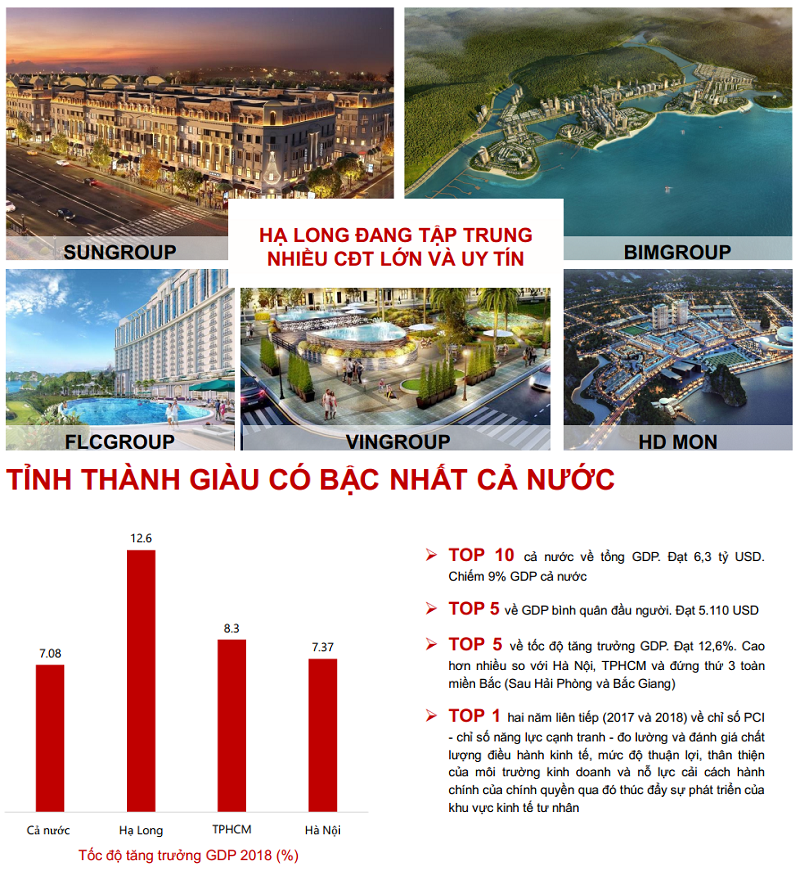 SUNGROUP
HẠ LONG ĐANG TẬP TRUNG
NHIỀU CĐT LỚN VÀ UY TÍN
BIMGROUP
FLCGROUP
VINGROUP
HD MON
TỈNH THÀNH GIÀU CÓ BẬC NHẤT CẢ NƯỚC
12.6
8.3
7.37
7.08
Cả nước
Hạ Long
TPHCM
Hà Nội
Tốc độ tăng trưởng GDP 2018 (%)
TOP 10 cả nước về tổng GDP. Đạt 6,3 tỷ USD.
Chiếm 9% GDP cả nước
TOP 5 về GDP bình quân đầu người. Đạt 5.110 USD
TOP 5 về tốc độ tăng trưởng GDP. Đạt 12,6%. Cao
hơn nhiều so với Hà Nội, TPHCM và đứng thứ 3 toàn
miền Bắc (Sau Hải Phòng và Bắc Giang)
TOP 1 hai năm liên tiếp (2017 và 2018) về chỉ số PCI
- chỉ số năng lực cạnh tranh - đo lường và đánh giá chất
lượng điều hành kinh tế, mức độ thuận lợi, thân thiện
của môi trường kinh doanh và nỗ lực cải cách hành
chính của chính quyền qua đó thúc đẩy sự phát triển của
khu vực kinh tế tư nhân